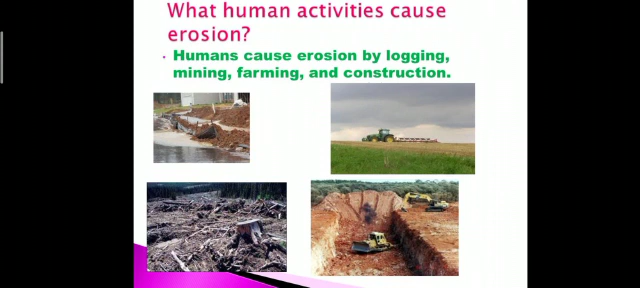 What human activities cause
erosion?
• Humans cause erosion by logging,
mining, farming, and construction.